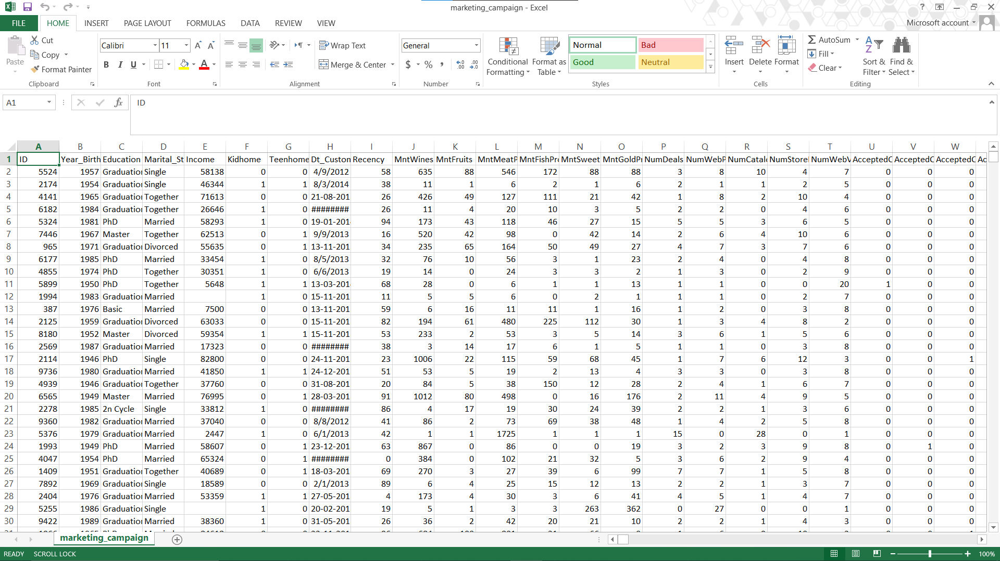 marketing_campaign - Excel
FILE HOME INSERT PAGE LAYOUT FORMULAS DATA REVIEW VIEW Microsoft account
Paste Cut Copy Format Painter Clipboard
Calibri 11 B I U A Font
Wrap Text Merge & Center Alignment
General $ % , Number
Conditional Formatting Format as Table Normal Bad Good Neutral Styles
Insert Delete Format Cells
AutoSum Fill Clear Sort & Filter Find & Select Editing
A1 fx ID
A B C D E F G H I J K L M N O P Q R S T U V W
1 ID Year_Birth Education Marital_St Income Kidhome Teenhome Dt_Custom Recency MntWines MntFruits MntMeatP MntFishPro MntSweet MntGoldPr NumDeals NumWebP NumCatalo NumStore NumWebV AcceptedC AcceptedC AcceptedC Ac
2 5524 1957 Graduation Single 58138 0 0 4/9/2012 58 635 88 546 172 88 88 3 8 10 4 7 0 0 0
3 2174 1954 Graduation Single 46344 1 1 8/3/2014 38 11 1 6 2 1 6 2 1 1 2 5 0 0 0
4 4141 1965 Graduation Together 71613 0 0 21-08-201 26 426 49 127 111 21 42 1 8 2 10 4 0 0 0
5 6182 1984 Graduation Together 26646 1 0 ######## 26 11 4 20 10 3 5 2 2 0 4 6 0 0 0
6 5324 1981 PhD Married 58293 1 0 19-01-201 94 173 43 118 46 27 15 5 5 3 6 5 0 0 0
7 7446 1967 Master Together 62513 0 1 9/9/2013 16 520 42 98 0 42 14 2 6 4 10 6 0 0 0
8 965 1971 Graduation Divorced 55635 0 1 13-11-201 34 235 65 164 50 49 27 4 7 3 7 6 0 0 0
9 6177 1985 PhD Married 33454 1 0 8/5/2013 32 76 10 56 3 1 23 2 4 0 4 8 0 0 0
10 4855 1974 PhD Together 30351 1 0 6/6/2013 19 14 0 24 3 3 2 1 3 0 2 9 0 0 0
11 5899 1950 PhD Together 5648 1 1 13-03-201 68 28 0 6 1 1 13 1 1 0 0 20 1 0 0
12 1994 1983 Graduation Married 1 0 15-11-201 11 5 5 6 0 2 1 1 1 0 2 7 0 0 0
13 387 1976 Basic Married 7500 0 0 13-11-201 59 6 16 11 11 1 16 1 2 0 3 8 0 0 0
14 2125 1959 Graduation Divorced 63033 0 0 15-11-201 82 194 61 480 225 112 30 1 3 4 8 2 0 0 0
15 8180 1952 Master Divorced 59354 1 1 15-11-201 53 233 2 53 3 5 14 3 6 1 5 6 0 0 0
16 2569 1987 Graduation Married 17323 0 0 ######## 38 3 14 17 6 1 5 1 1 0 3 8 0 0 0
17 2114 1946 PhD Single 82800 0 0 24-11-201 23 1006 22 115 59 68 45 1 7 6 12 3 0 0 1
18 9736 1980 Graduation Married 41850 1 1 24-12-201 51 53 5 19 2 13 4 3 3 0 3 8 0 0 0
19 4939 1946 Graduation Together 37760 0 0 31-08-201 20 84 5 38 150 12 28 2 4 1 6 7 0 0 0
20 6565 1949 Master Married 76995 0 1 28-03-201 91 1012 80 498 0 16 176 2 11 4 9 5 0 0 0
21 2278 1985 2n Cycle Single 33812 1 0 ######## 86 4 17 19 30 24 39 2 2 1 3 6 0 0 0
22 9360 1982 Graduation Married 37040 0 0 8/8/2012 41 86 2 73 69 38 48 1 4 2 5 8 0 0 0
23 5376 1979 Graduation Married 2447 1 0 6/1/2013 42 1 1 1725 1 1 1 15 0 28 0 1 0 0 0
24 1993 1949 PhD Married 58607 0 1 23-12-201 63 867 0 86 0 0 19 3 2 3 9 8 0 1 0
25 4047 1954 PhD Married 65324 0 1 ######## 0 384 0 102 21 32 5 3 6 2 9 4 0 0 0
26 1409 1951 Graduation Together 40689 0 1 18-03-201 69 270 3 27 39 6 99 7 7 1 5 8 0 0 0
27 7892 1969 Graduation Single 18589 0 0 2/1/2013 89 6 4 25 15 12 13 2 2 1 3 7 0 0 0
28 2404 1976 Graduation Married 53359 1 1 27-05-201 4 173 4 30 3 6 41 4 5 1 4 7 0 0 0
29 5255 1986 Graduation Single 1 0 20-02-201 19 5 1 3 3 263 362 0 27 0 0 1 0 0 0
30 9422 1989 Graduation Married 38360 1 0 31-05-201 26 36 2 42 20 21 10 2 2 1 4 3 0 0 0
marketing_campaign
READY SCROLL LOCK 100%